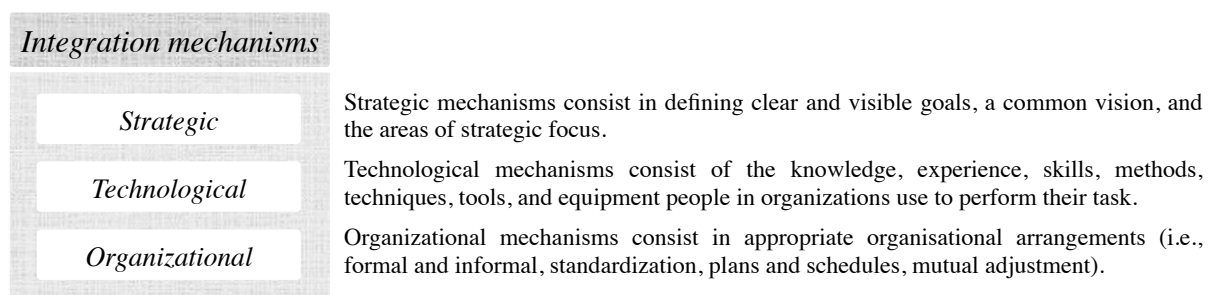 Integration mechanisms
Strategic
Strategic mechanisms consist in defining clear and visible goals, a common vision, and
the areas of strategic focus.
Technological
Technological mechanisms consist of the knowledge, experience, skills, methods,
techniques, tools, and equipment people in organizations use to perform their task.
Organizational
Organizational mechanisms consist in appropriate organisational arrangements (i.e.,
formal and informal, standardization, plans and schedules, mutual adjustment).